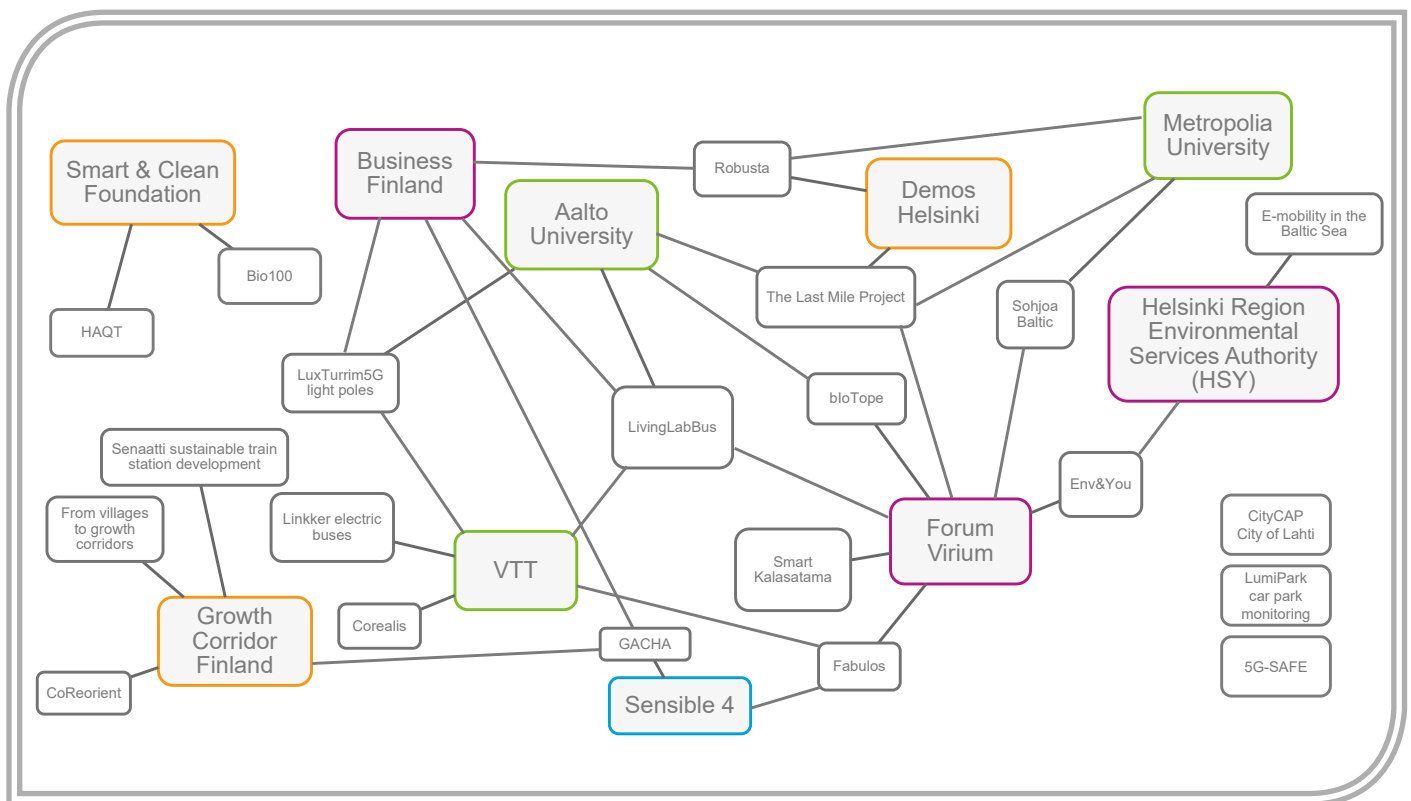 Smart & Clean
Foundation
Business
Finland
Aalto
University
Robusta
Demos
Helsinki
Metropolia
University
E-mobility in the
Baltic Sea
Bio100
HAQT
The Last Mile Project
Sohjoa
Baltic
Helsinki Region
Environmental
Services Authority
(HSY)
LuxTurrim5G
light poles
LivingLabBus
bIoTope
Senaatti sustainable train
station development
From villages
to growth
corridors
Linkker electric
buses
VTT
Env&You
Forum
Virium
Smart
Kalasatama
CityCAP
City of Lahti
LumiPark
car park
monitoring
5G-SAFE
Growth
Corridor
Finland
Corealis
GACHA
Fabulos
CoReorient
Sensible 4